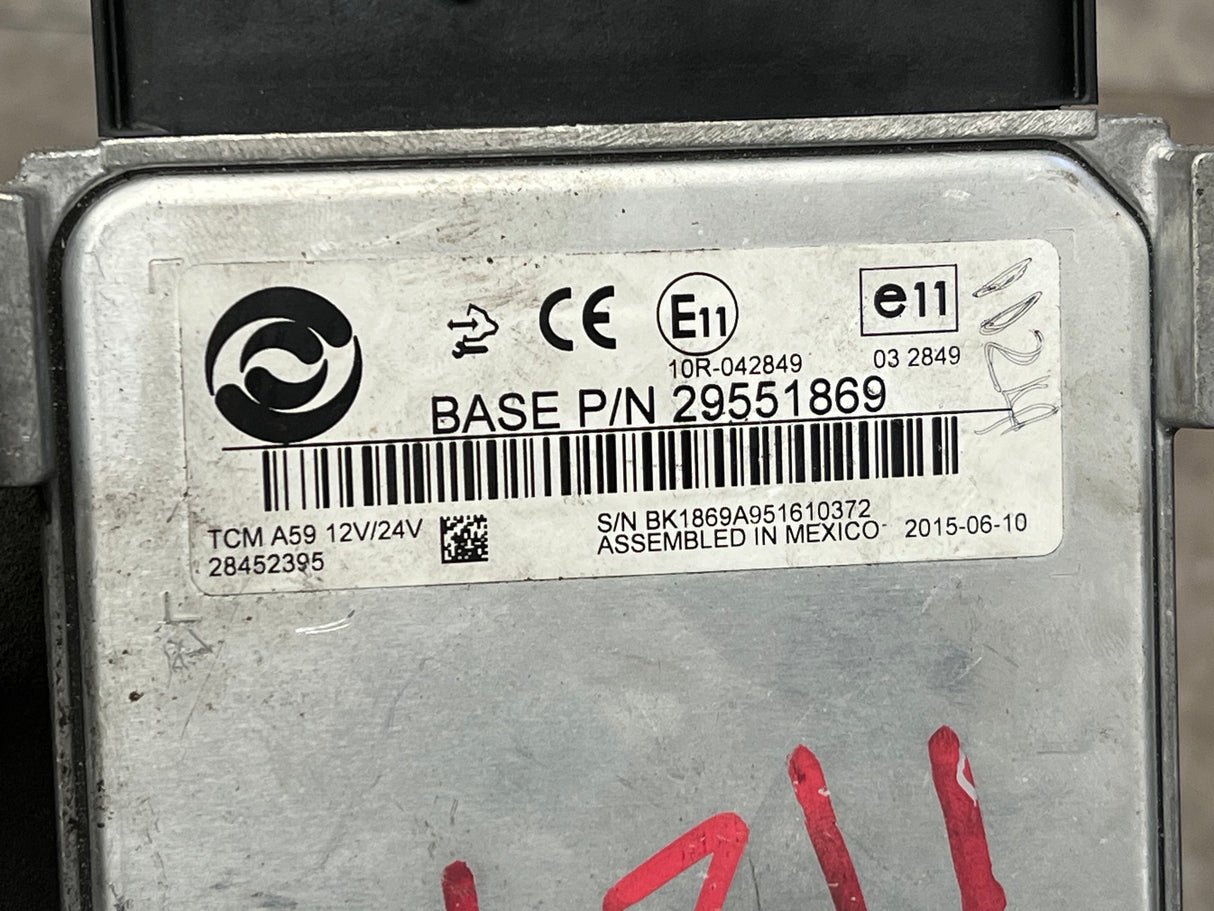 CE E11 e11
10R-042849 03 2849
BASE P/N 29551869
TCM A59 12V/24V
28452395
S/N BK1869A951610372
ASSEMBLED IN MEXICO 2015-06-10